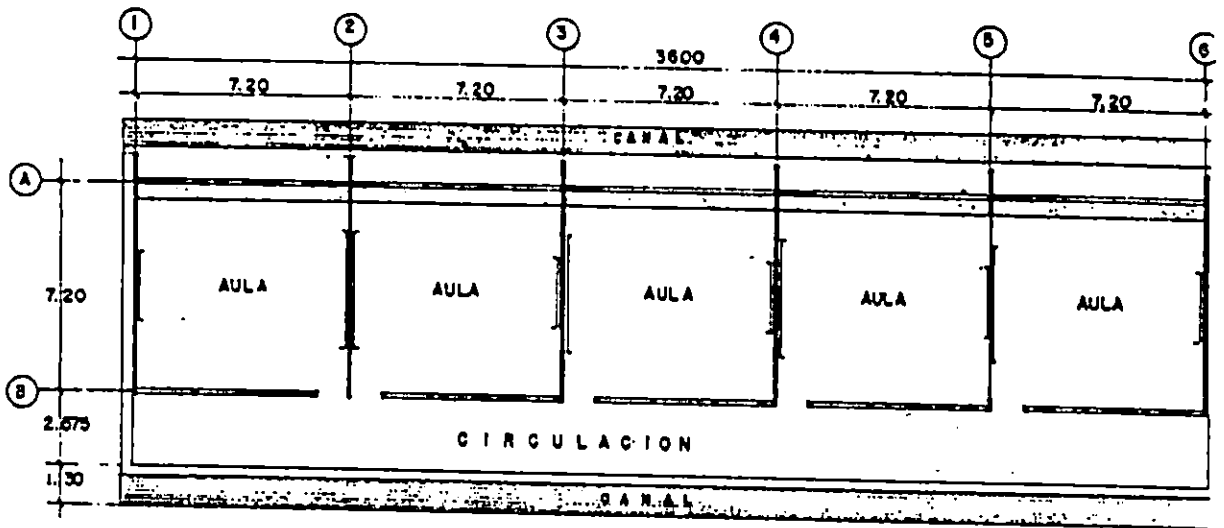 1 2 3 4 5 6
3600
7.20 7.20 7.20 7.20 7.20
CANAL
A
7.20
AULA AULA AULA AULA AULA
B
2.675
CIRCULACION
1.30
CANAL